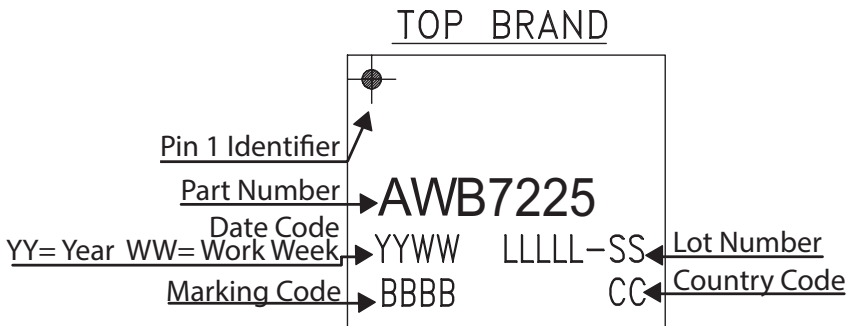 TOP BRAND
Pin 1 Identifier
Part Number AWB7225
Date Code
YY= Year WW= Work Week YYWW LLLLL-SS Lot Number
Marking Code BBBB CC Country Code